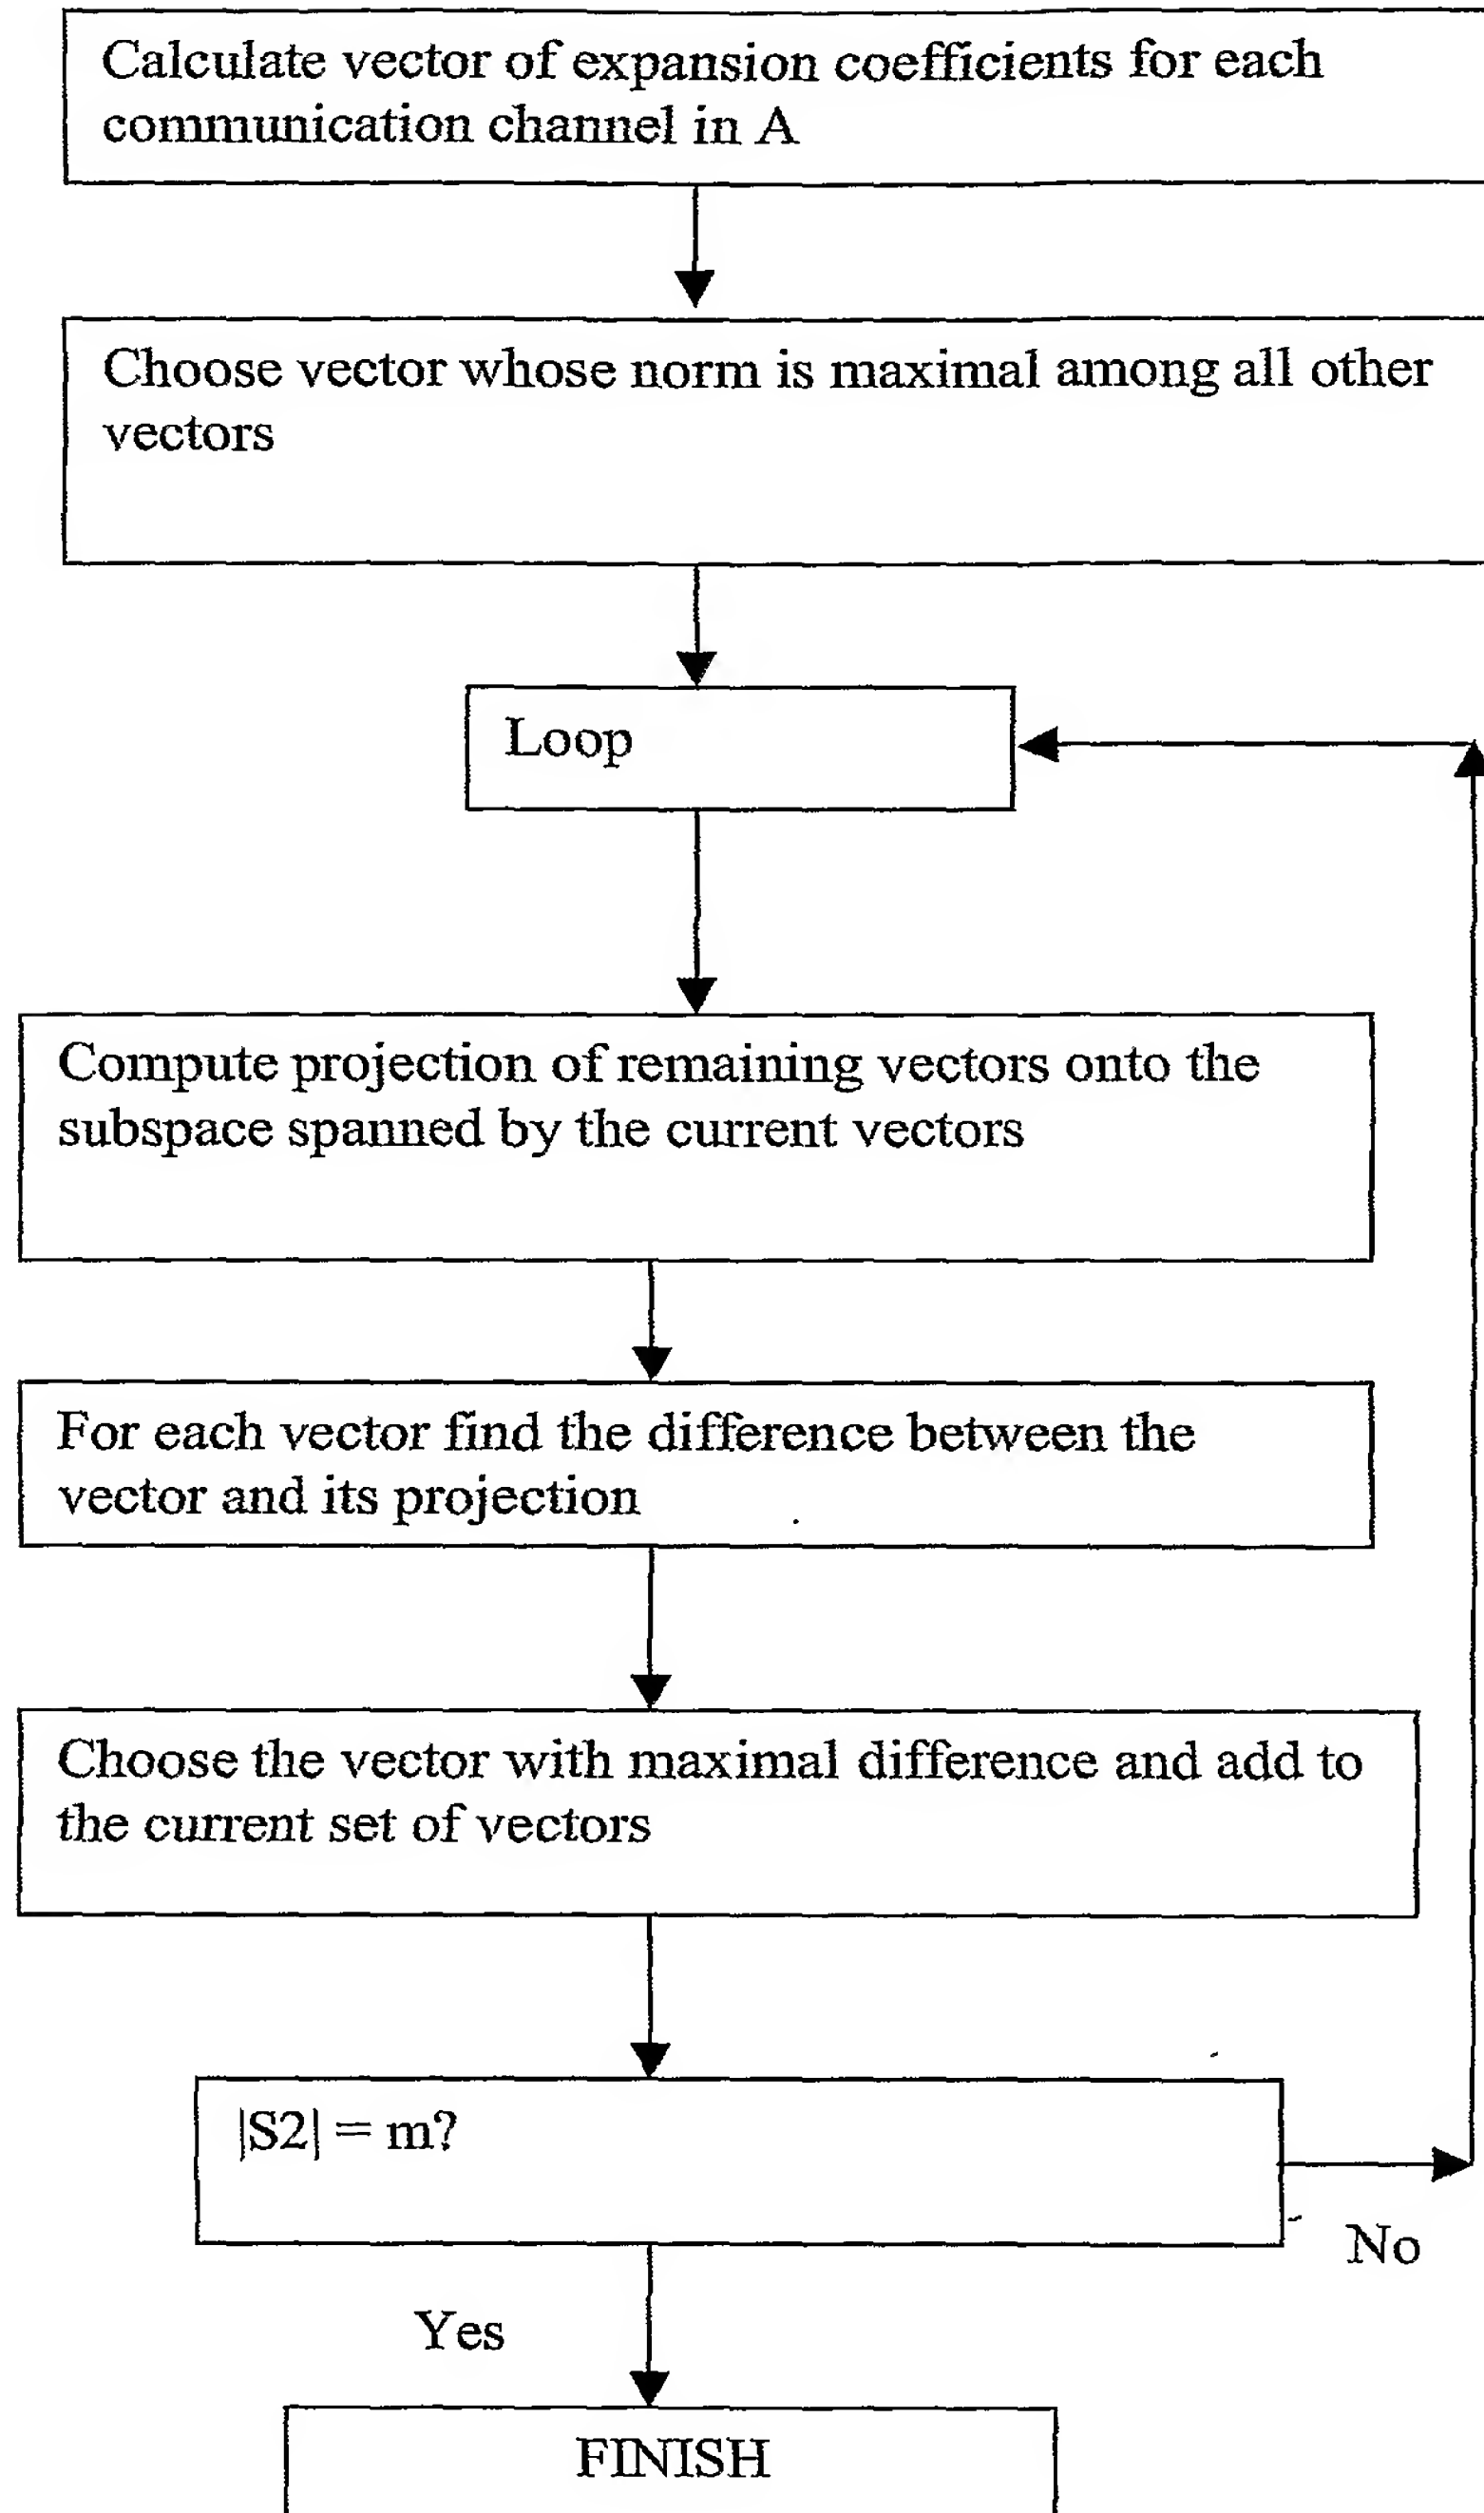 Calculate vector of expansion coefficients for each
communication channel in A
Choose vector whose norm is maximal among all other
vectors
Loop
Compute projection of remaining vectors onto the
subspace spanned by the current vectors
For each vector find the difference between the
vector and its projection
Choose the vector with maximal difference and add to
the current set of vectors
|S2| = m?
No
Yes
FINISH